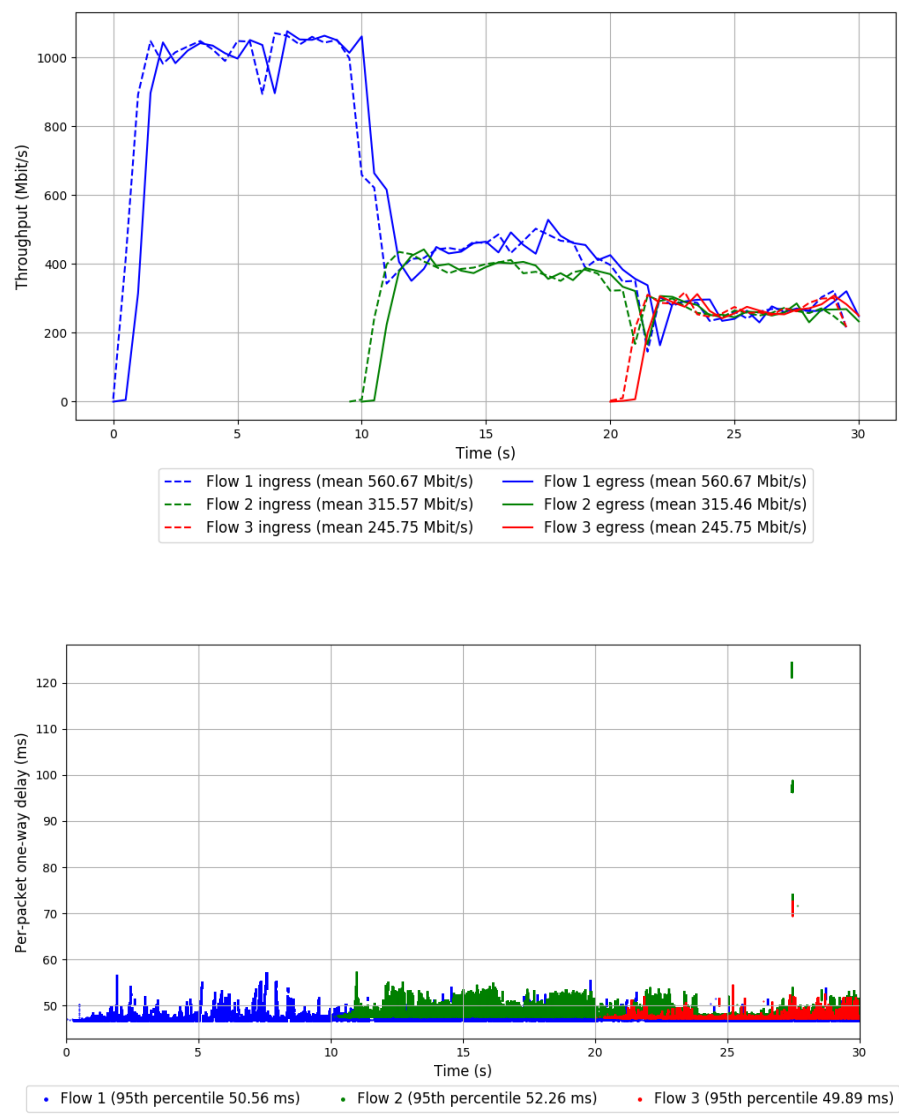 1000
800
600
400
200
0
Throughput (Mbit/s)
0 5 10 15 20 25 30
Time (s)
Flow 1 ingress (mean 560.67 Mbit/s) Flow 1 egress (mean 560.67 Mbit/s)
Flow 2 ingress (mean 315.57 Mbit/s) Flow 2 egress (mean 315.46 Mbit/s)
Flow 3 ingress (mean 245.75 Mbit/s) Flow 3 egress (mean 245.75 Mbit/s)
120
110
100
90
80
70
60
50
Per-packet one-way delay (ms)
0 5 10 15 20 25 30
Time (s)
Flow 1 (95th percentile 50.56 ms) Flow 2 (95th percentile 52.26 ms) Flow 3 (95th percentile 49.89 ms)